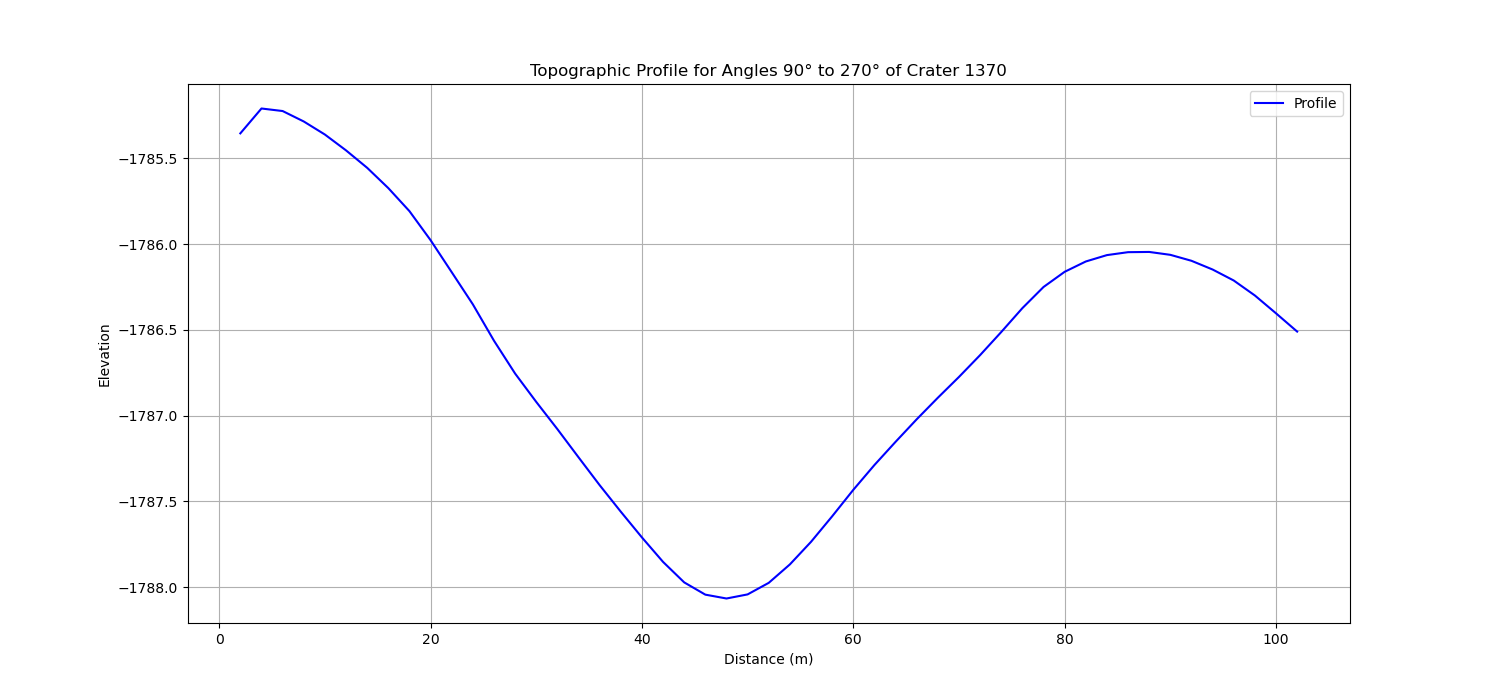 Topographic Profile for Angles 90° to 270° of Crater 1370
Profile
−1785.5
−1786.0
−1786.5
−1787.0
−1787.5
−1788.0
Elevation
0 20 40 60 80 100
Distance (m)